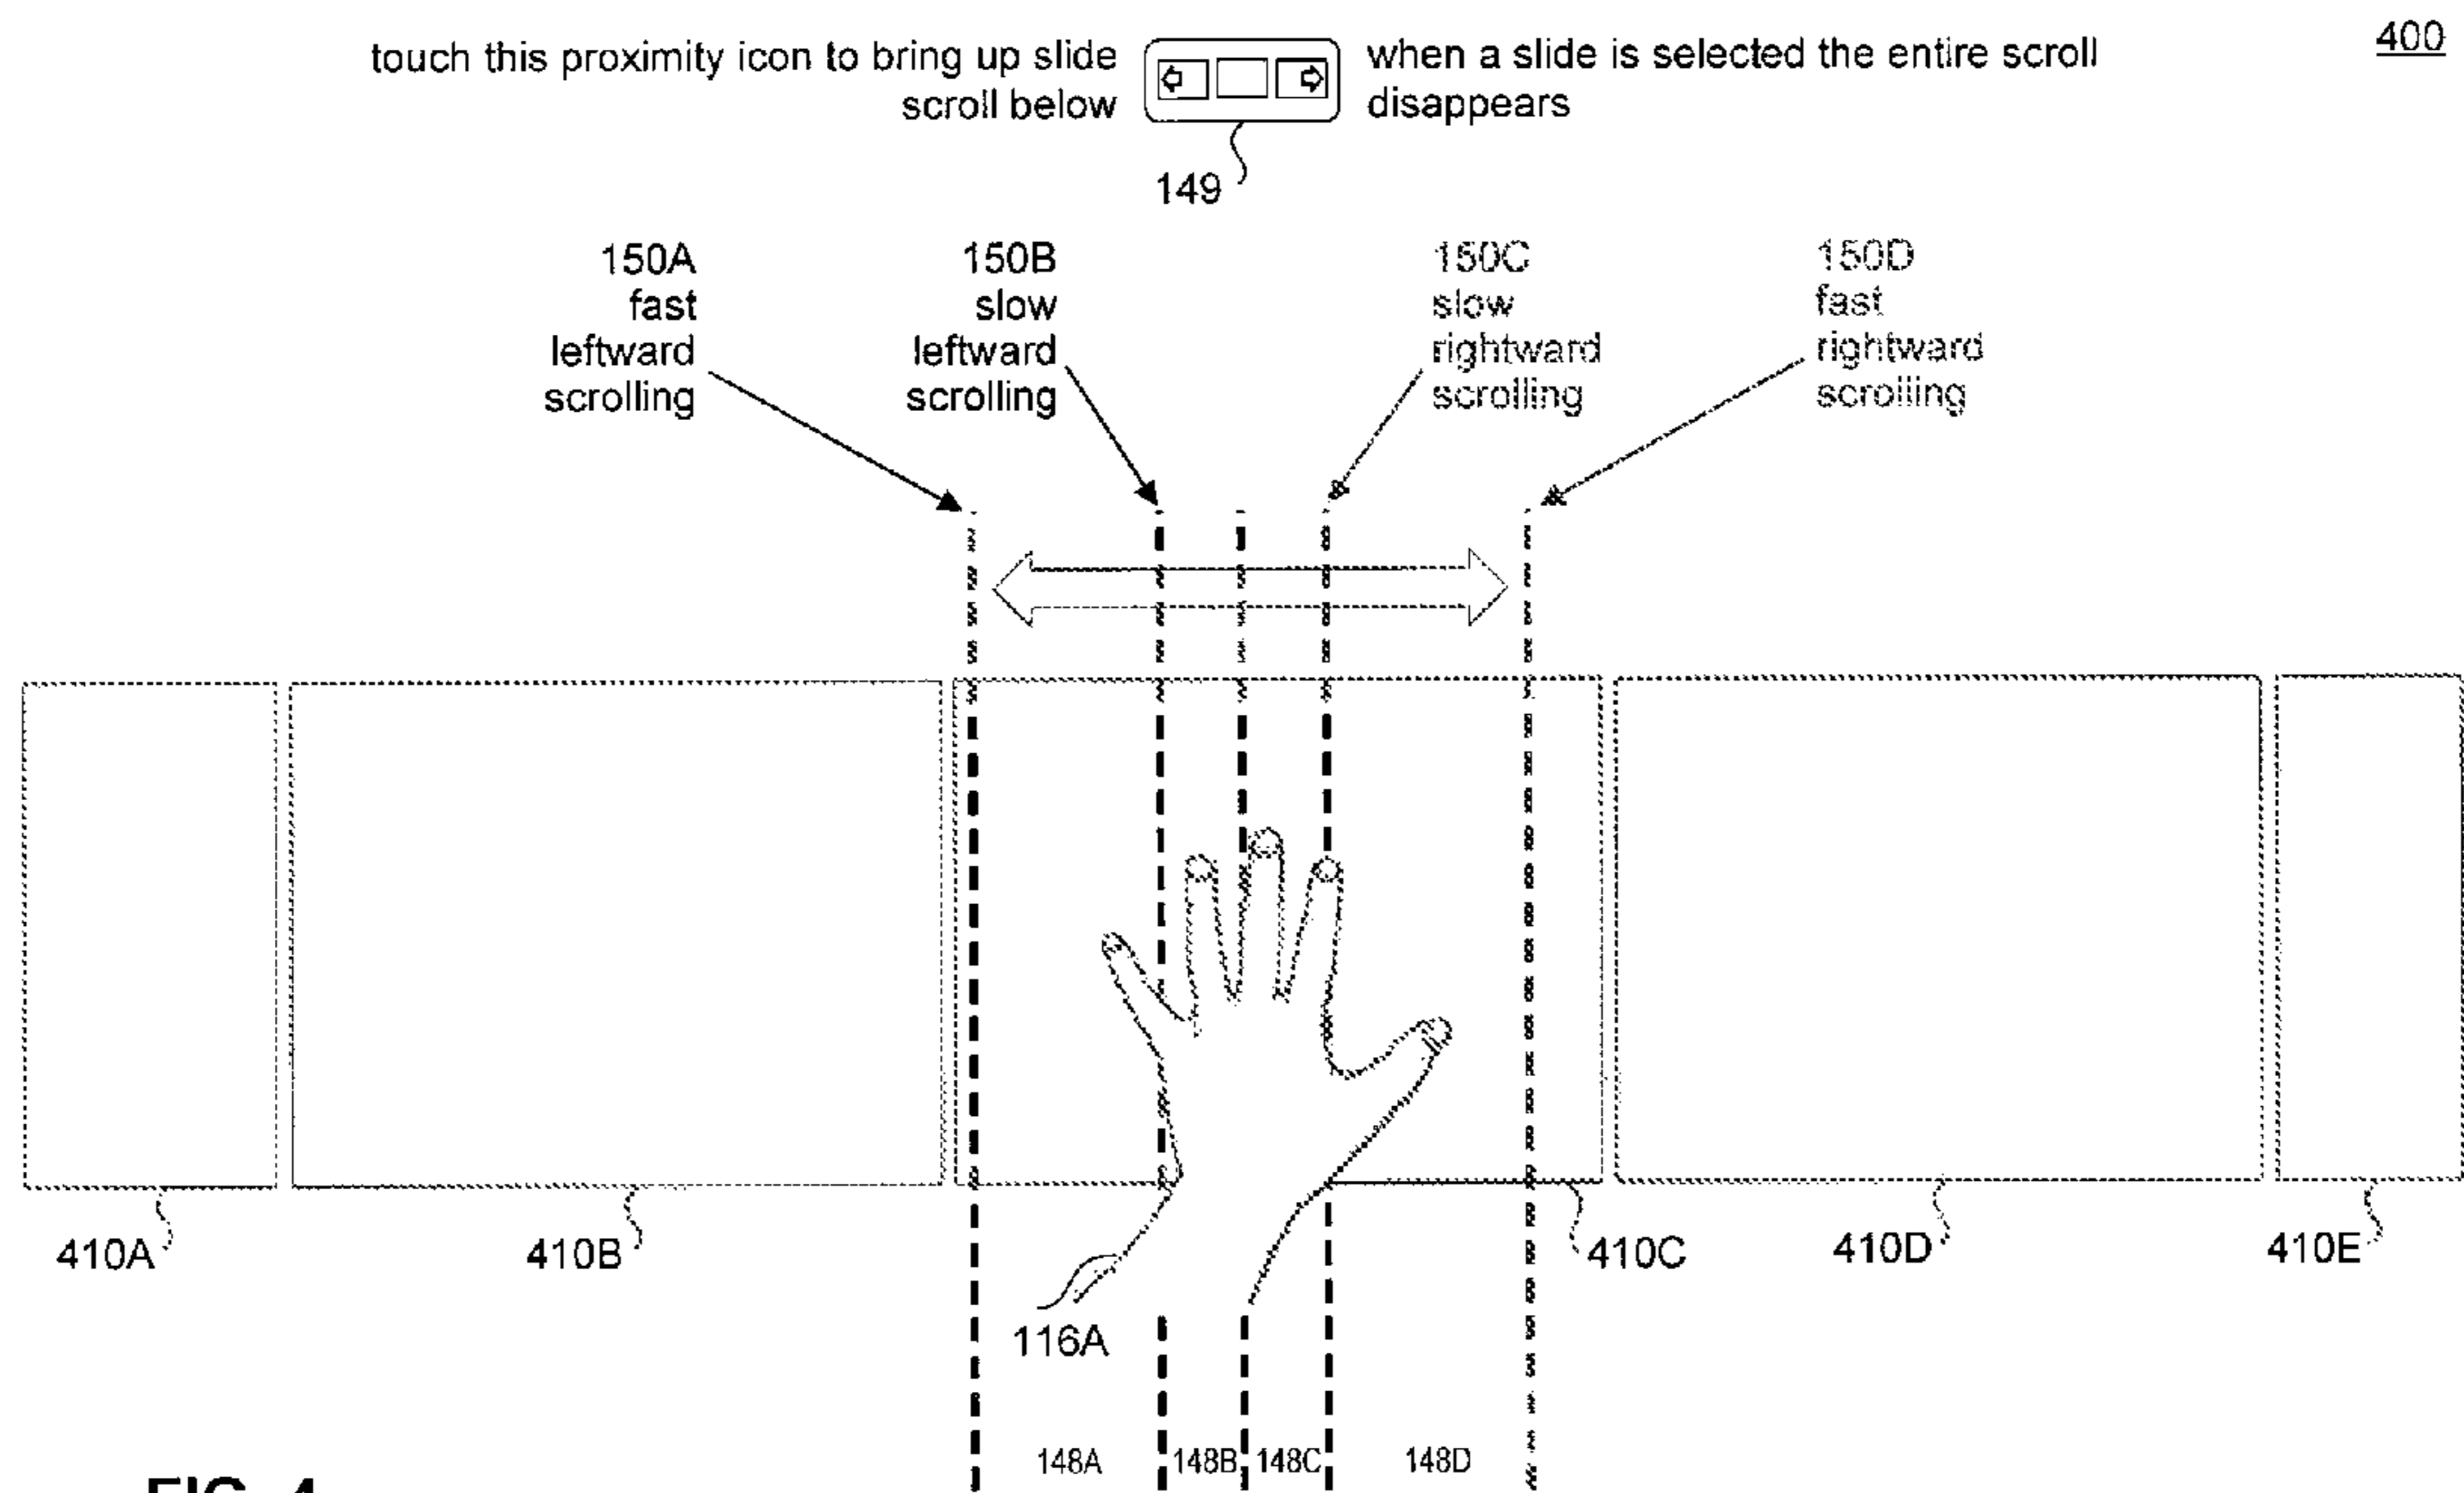 400
touch this proximity icon to bring up slide
scroll below
when a slide is selected the entire scroll
disappears
149
150A
fast
leftward
scrolling
150B
slow
leftward
scrolling
150C
slow
rightward
scrolling
150D
fast
rightward
scrolling
410A
410B
410C
410D
410E
116A
148A
148B
148C
148D
FIG. 4